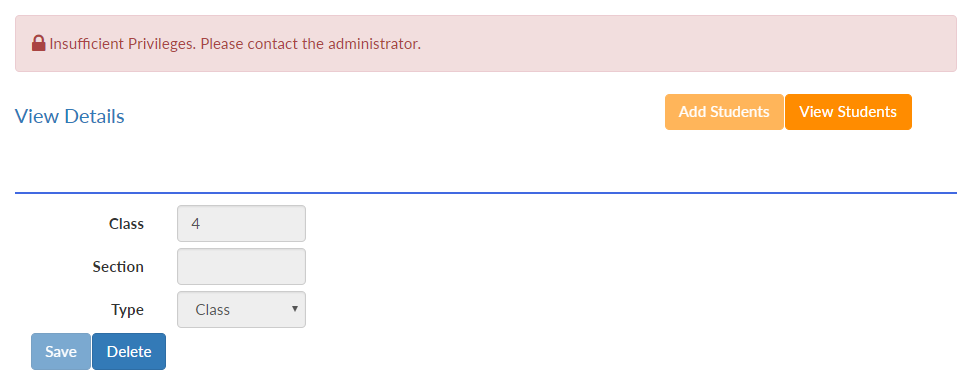 Insufficient Privileges. Please contact the administrator.
View Details
Add Students
View Students
Class
4
Section
Type
Class
Save
Delete